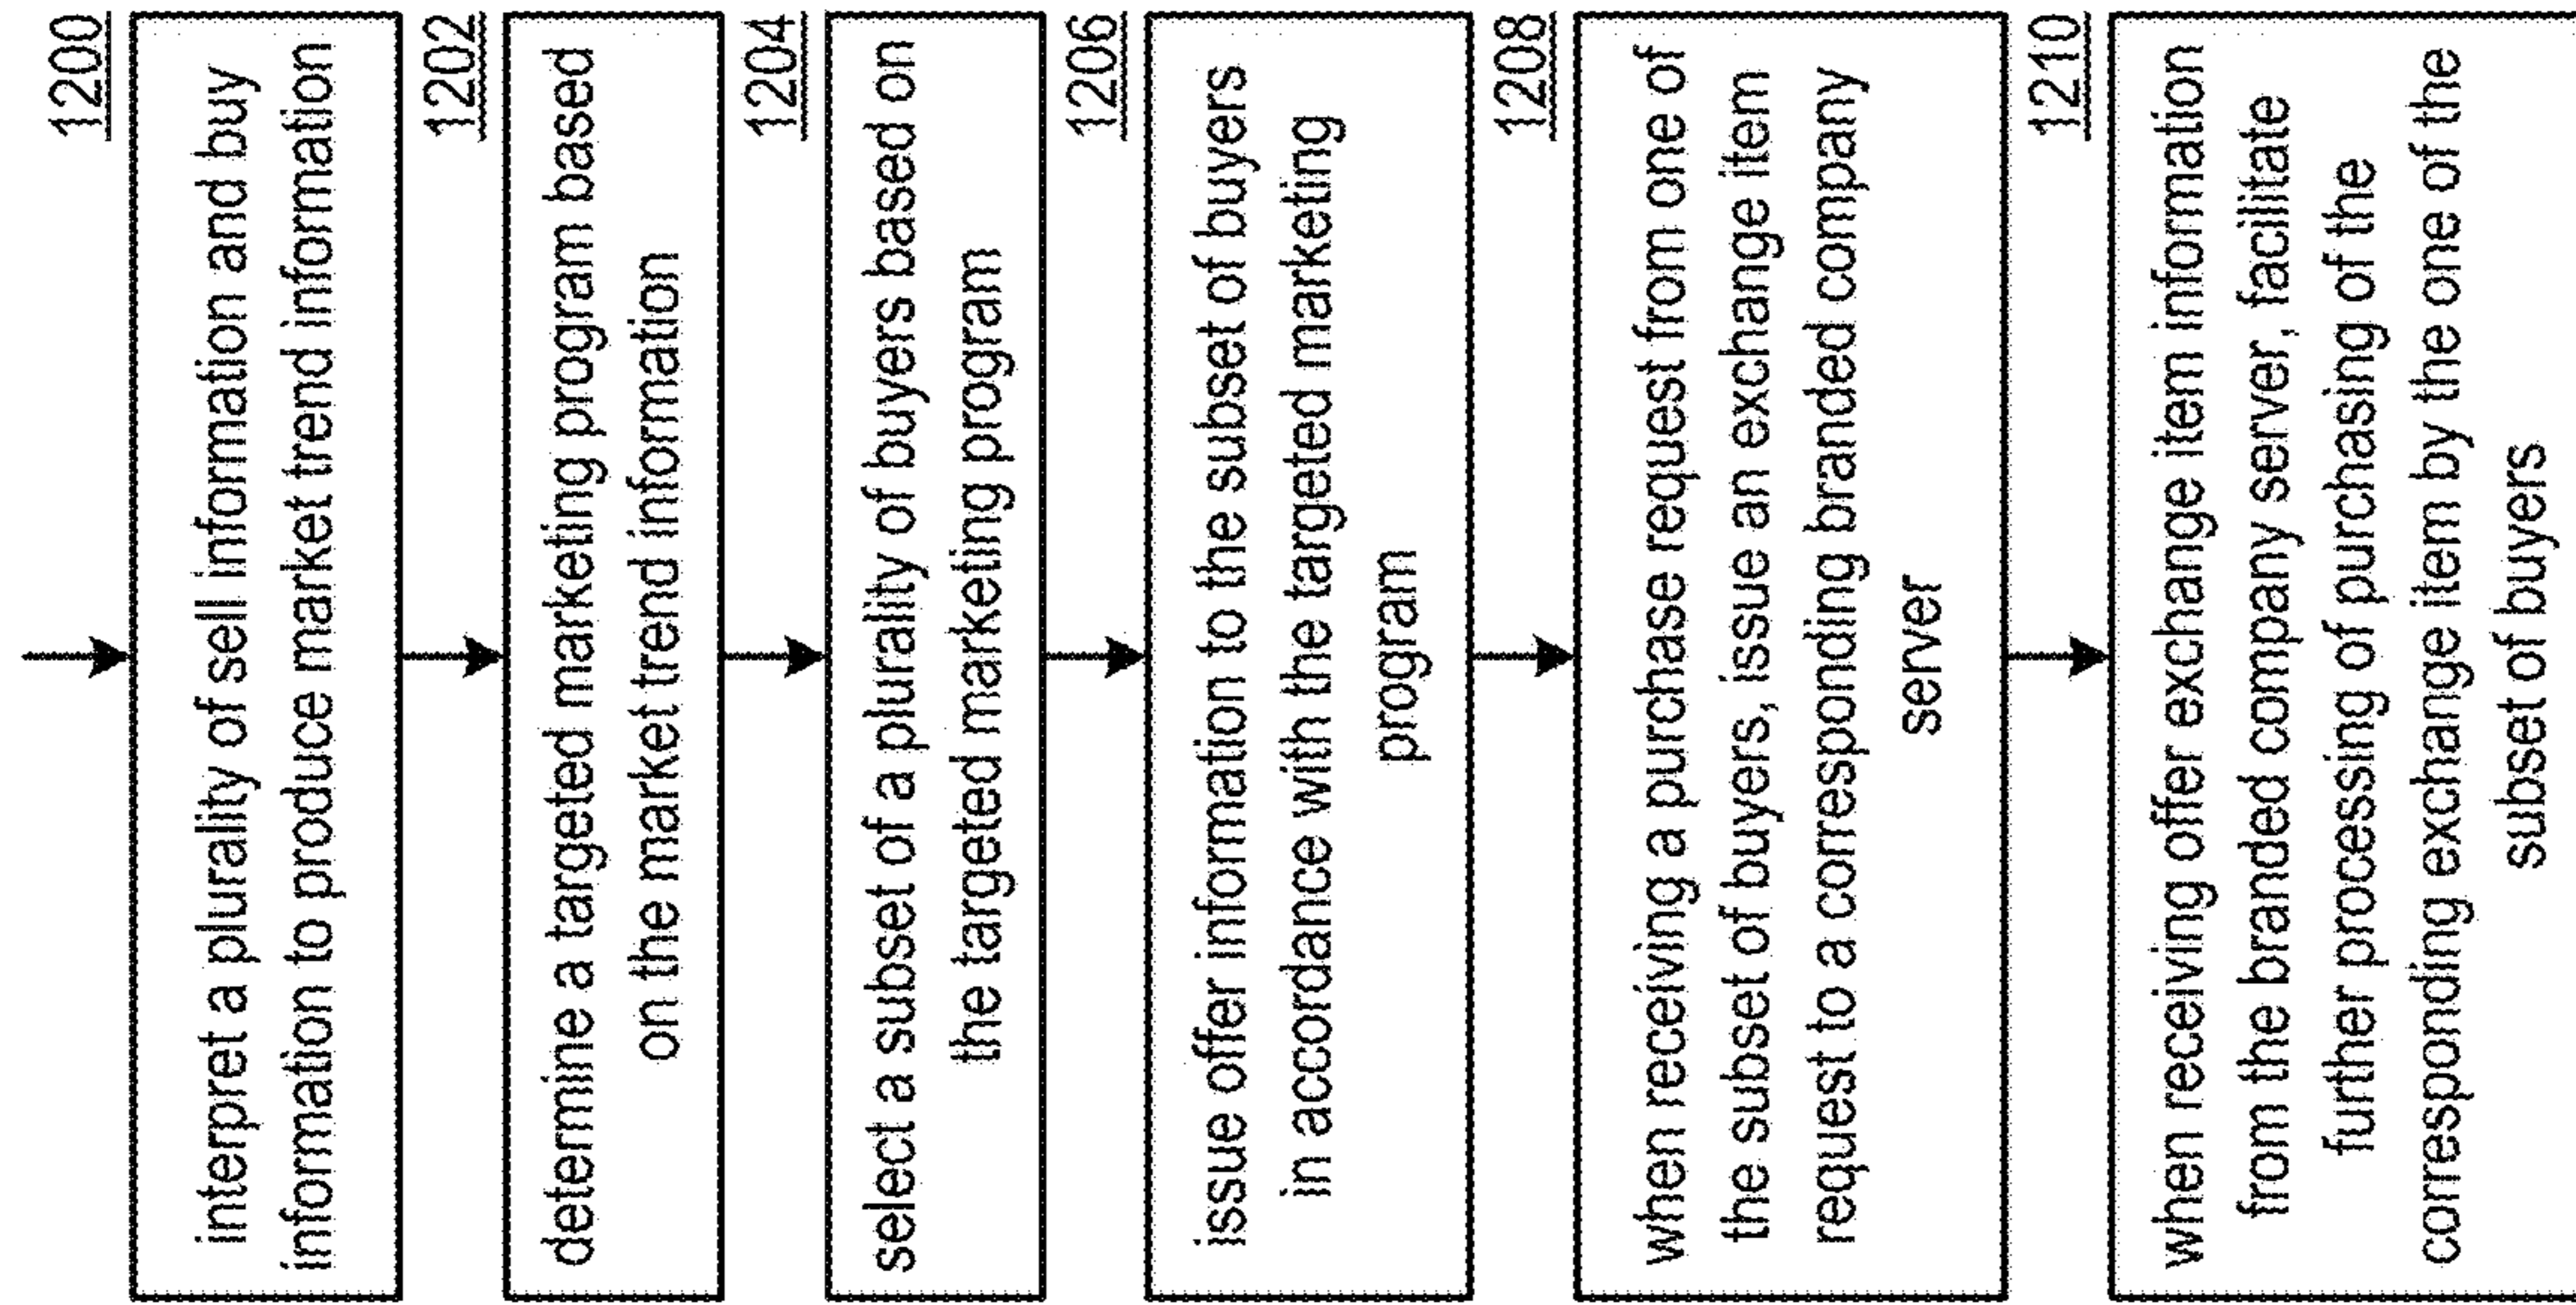 1200
interpret a plurality of sell information and buy
information to produce market trend information
1202
determine a targeted marketing program based
on the market trend information
1204
select a subset of a plurality of buyers based on
the targeted marketing program
1206
issue offer information to the subset of buyers
in accordance with the targeted marketing
program
1208
when receiving a purchase request from one of
the subset of buyers, issue an exchange item
request to a corresponding branded company
server
1210
when receiving offer exchange item information
from the branded company server, facilitate
further processing of purchasing of the
corresponding exchange item by the one of the
subset of buyers